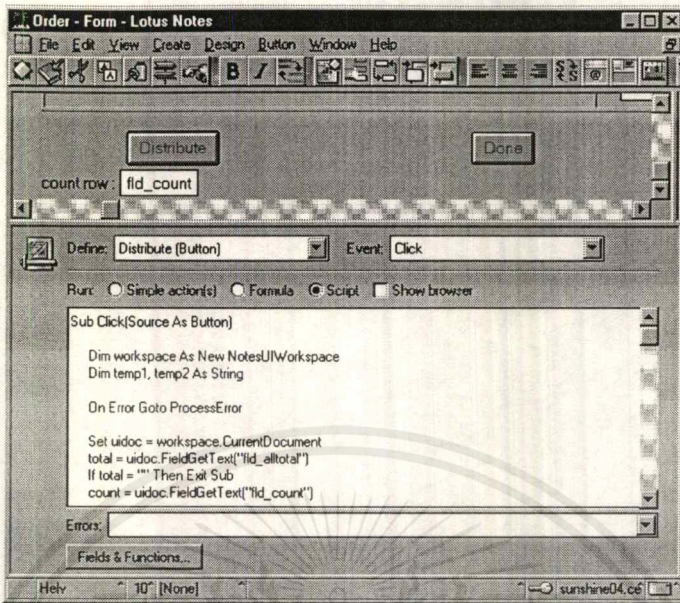 Order - Form - Lotus Notes
File Edit View Create Design Button Window Help
B I
Distribute Done
count row : fld_count
Define: Distribute (Button) Event: Click
Run: Simple action(s) Formula Script Show browser
Sub Click(Source As Button)
Dim workspace As New NotesUIWorkspace
Dim temp1, temp2 As String
On Error Goto ProcessError
Set uidoc = workspace.CurrentDocument
total = uidoc.FieldGetText("fld_alltotal")
If total = "" Then Exit Sub
count = uidoc.FieldGetText("fld_count")
Errors:
Fields & Functions...
Helv 10 [None] sunshine04.ce